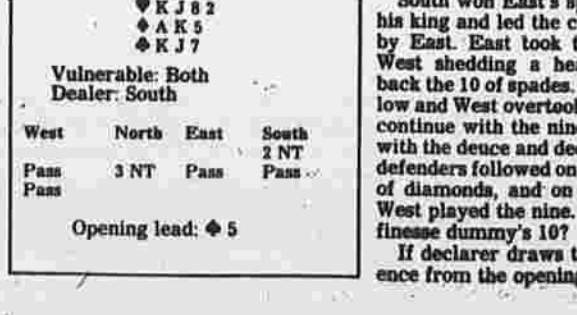 ♥ K J 8 2
♦ A K 5
♣ K J 7
Vulnerable: Both
Dealer: South
West North East South
2 NT
Pass 3 NT Pass Pass
Pass
Opening lead: ♠ 5
South won East's
his king and led the
by East. East took
West shedding a
back the 10 of spades.
low and West overtook
continue with the
with the deuce and
defenders followed on
of diamonds, and on
West played the nine.
finesse dummy's 10?
If declarer draws
ence from the opening